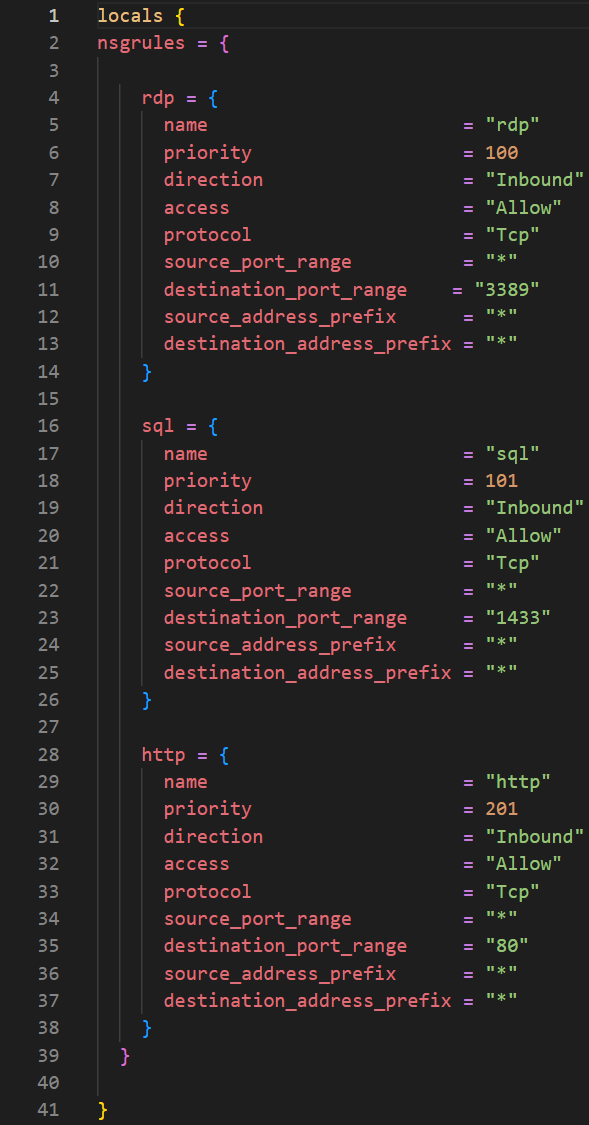 1 locals {
2 nsgrules = {
3
4 rdp = {
5 name = "rdp"
6 priority = 100
7 direction = "Inbound"
8 access = "Allow"
9 protocol = "Tcp"
10 source_port_range = "*"
11 destination_port_range = "3389"
12 source_address_prefix = "*"
13 destination_address_prefix = "*"
14 }
15
16 sql = {
17 name = "sql"
18 priority = 101
19 direction = "Inbound"
20 access = "Allow"
21 protocol = "Tcp"
22 source_port_range = "*"
23 destination_port_range = "1433"
24 source_address_prefix = "*"
25 destination_address_prefix = "*"
26 }
27
28 http = {
29 name = "http"
30 priority = 201
31 direction = "Inbound"
32 access = "Allow"
33 protocol = "Tcp"
34 source_port_range = "*"
35 destination_port_range = "80"
36 source_address_prefix = "*"
37 destination_address_prefix = "*"
38 }
39 }
40
41 }